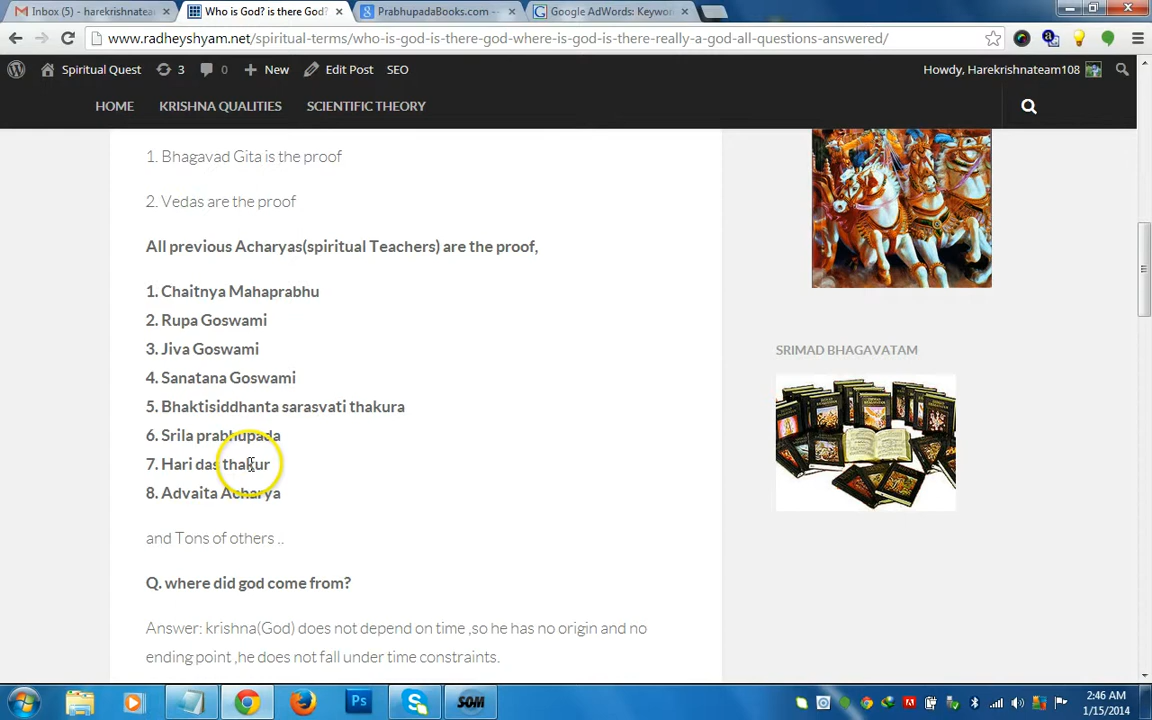 Inbox (5) - harekrishnatea
Who is God? is there God?
PrabhupadaBooks.com -
Google AdWords: Keywor
www.radheyshyam.net/spiritual-terms/who-is-god-is-there-god-where-is-god-is-there-really-a-god-all-questions-answered/
Spiritual Quest 3 0 + New Edit Post SEO Howdy, Harekrishnateam108
HOME KRISHNA QUALITIES SCIENTIFIC THEORY
1. Bhagavad Gita is the proof
2. Vedas are the proof
All previous Acharyas(spiritual Teachers) are the proof,
1. Chaitnya Mahaprabhu
2. Rupa Goswami
3. Jiva Goswami
4. Sanatana Goswami
5. Bhaktisiddhanta sarasvati thakura
6. Srila prabhupada
7. Hari das thakur
8. Advaita Acharya
and Tons of others ..
Q. where did god come from?
Answer: krishna(God) does not depend on time ,so he has no origin and no
ending point ,he does not fall under time constraints.
SRIMAD BHAGAVATAM
Ps
SOM
2:46 AM
1/15/2014